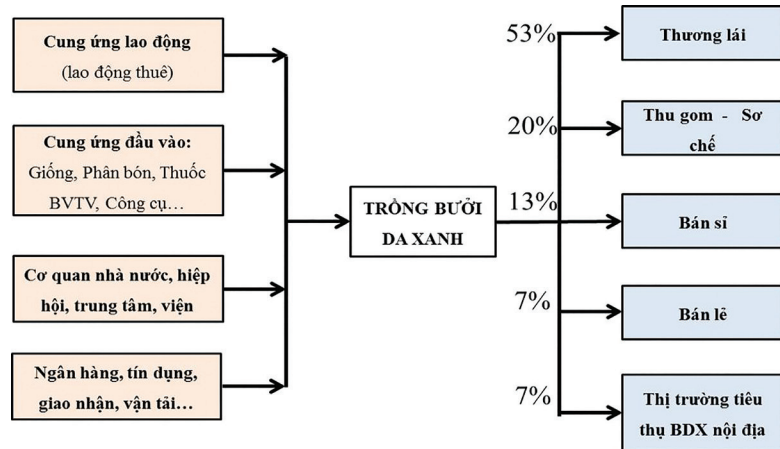 Cung ứng lao động
(lao động thuê)
Cung ứng đầu vào:
Giống, Phân bón, Thuốc
BVTV, Công cụ...
Cơ quan nhà nước, hiệp
hội, trung tâm, viện
Ngân hàng, tín dụng,
giao nhận, vận tải...
TRỒNG BƯỞI
DA XANH
53%
Thương lái
20%
Thu gom - Sơ
chế
13%
Bán sỉ
7%
Bán lẻ
7%
Thị trường tiêu
thụ BDX nội địa